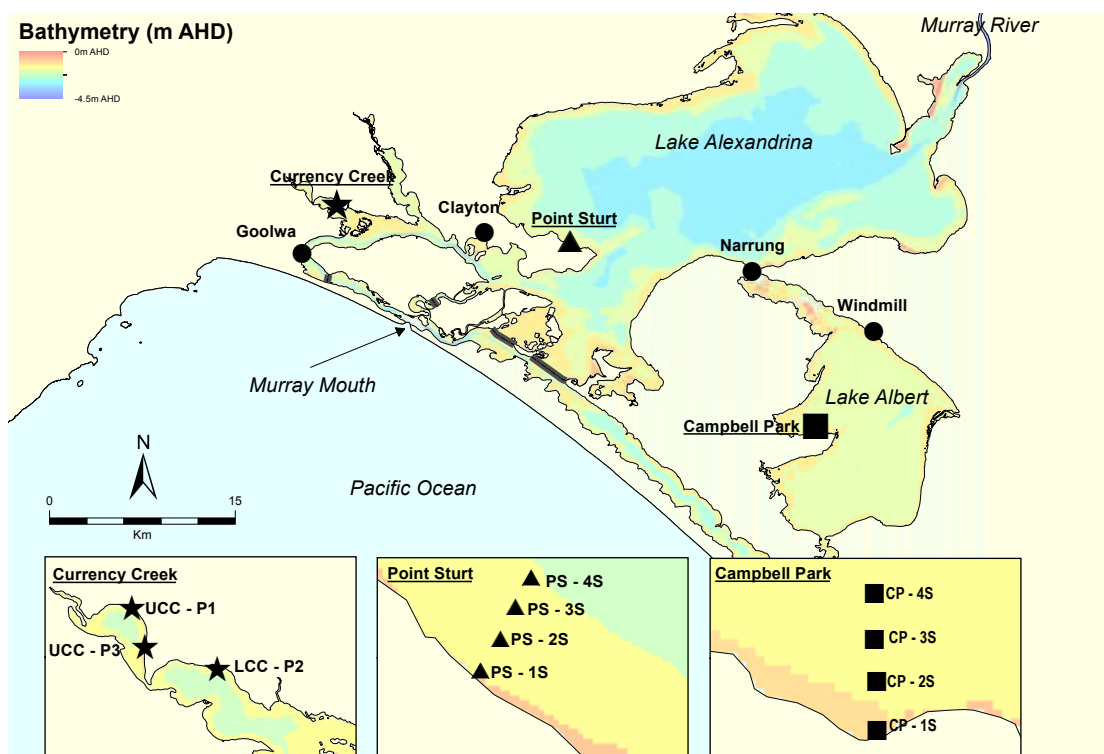 Bathymetry (m AHD)
0m AHD
-4.5m AHD
Murray River
Lake Alexandrina
Currency Creek
Clayton
Point Sturt
Goolwa
Narrung
Windmill
Murray Mouth
Lake Albert
Campbell Park
N
Pacific Ocean
0 15
Km
Currency Creek
UCC - P1
UCC - P3
LCC - P2
Point Sturt
PS - 4S
PS - 3S
PS - 2S
PS - 1S
Campbell Park
CP - 4S
CP - 3S
CP - 2S
CP - 1S